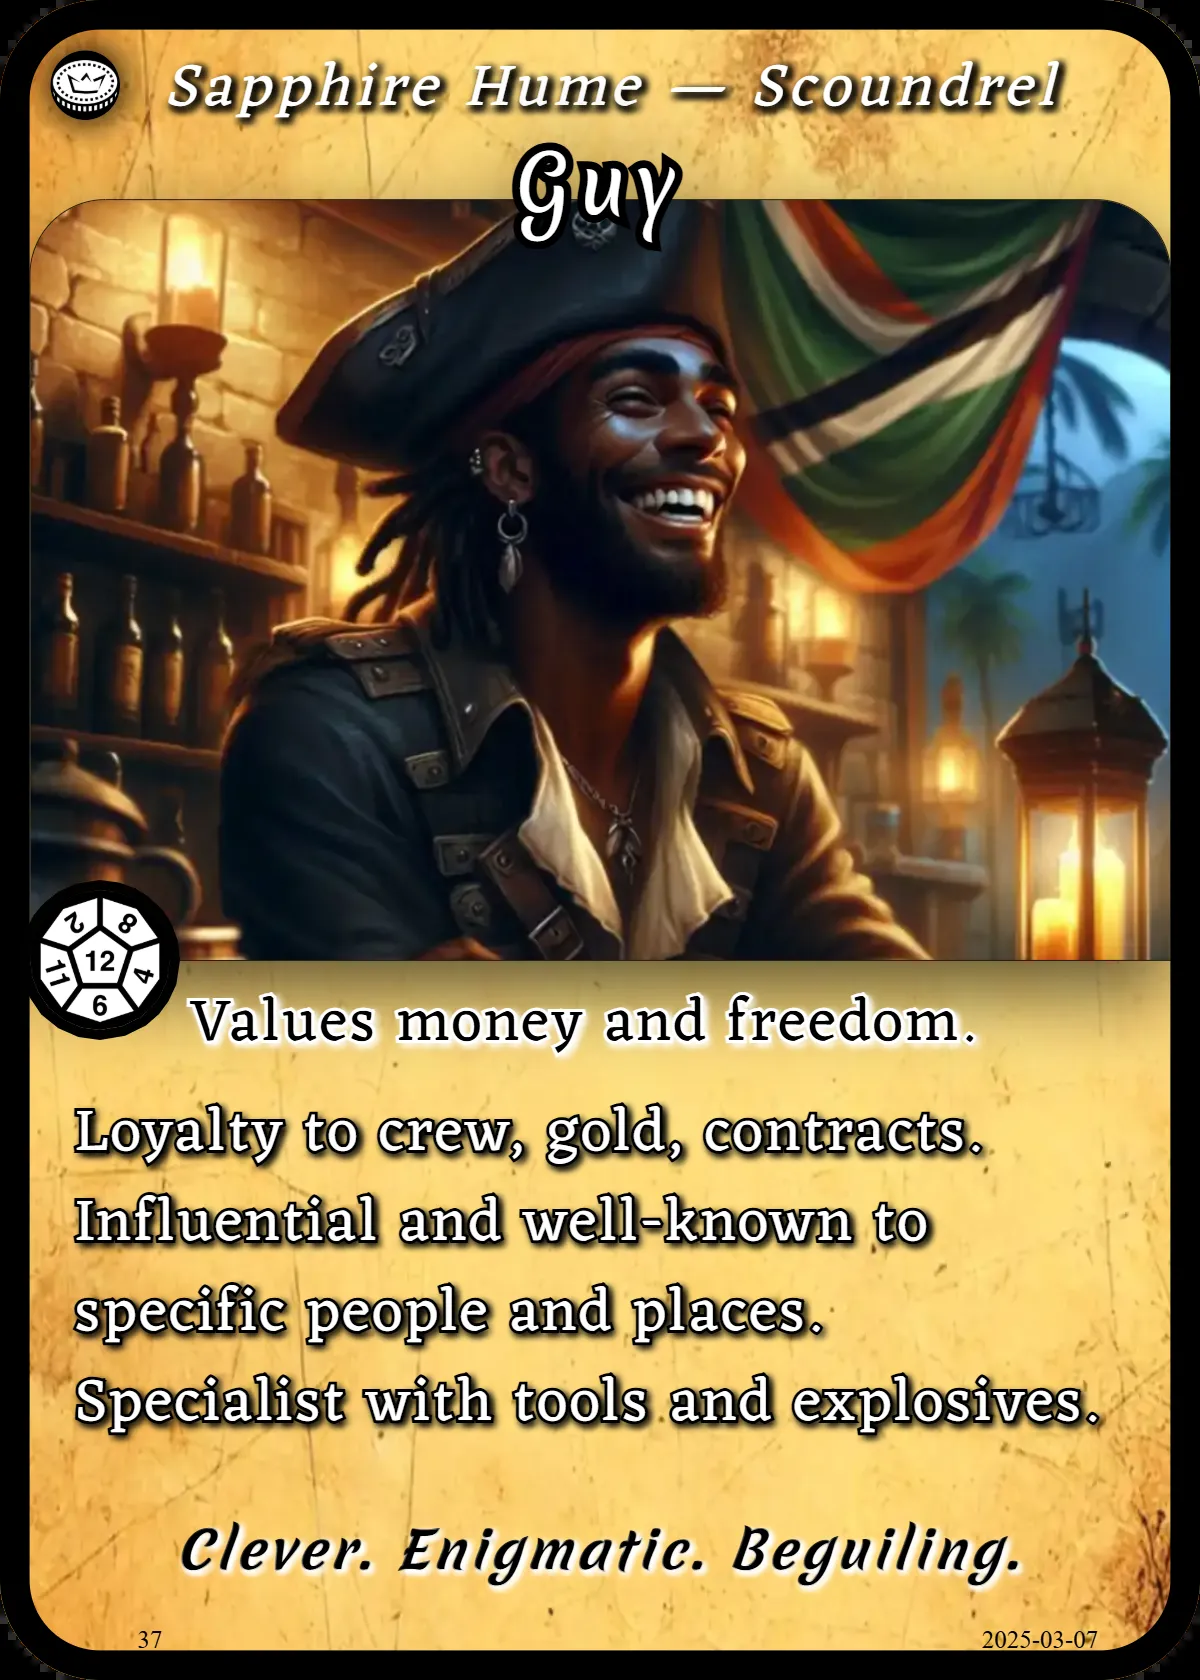 Sapphire Hume — Scoundrel
Guy
2 8
11 12 4
6
Values money and freedom.
Loyalty to crew, gold, contracts.
Influential and well-known to
specific people and places.
Specialist with tools and explosives.
Clever. Enigmatic. Beguiling.
37 2025-03-07